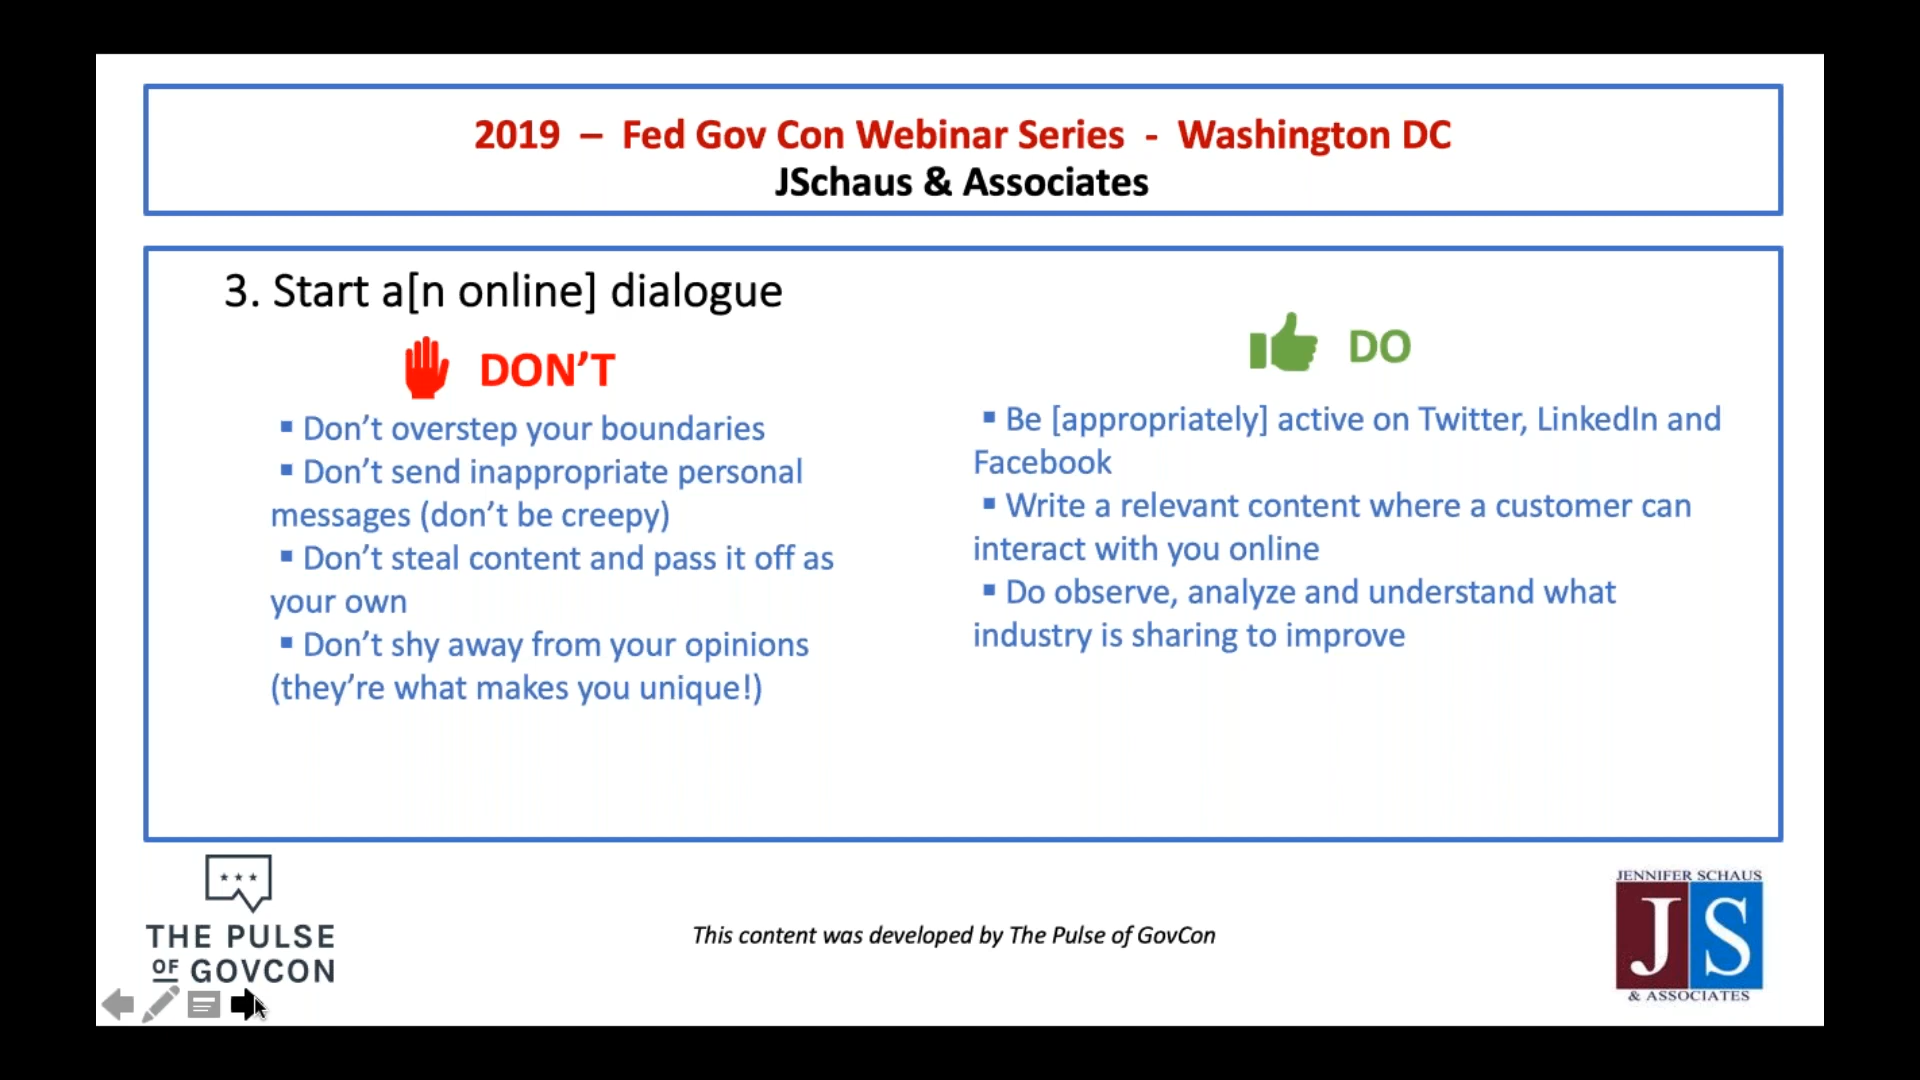 2019 – Fed Gov Con Webinar Series - Washington DC
JSchaus & Associates
3. Start a[n online] dialogue
DON’T
▪ Don’t overstep your boundaries
▪ Don’t send inappropriate personal
messages (don’t be creepy)
▪ Don’t steal content and pass it off as
your own
▪ Don’t shy away from your opinions
(they’re what makes you unique!)
DO
▪ Be [appropriately] active on Twitter, LinkedIn and
Facebook
▪ Write a relevant content where a customer can
interact with you online
▪ Do observe, analyze and understand what
industry is sharing to improve
THE PULSE
OF GOVCON
This content was developed by The Pulse of GovCon
JENNIFER SCHAUS
JS
& ASSOCIATES